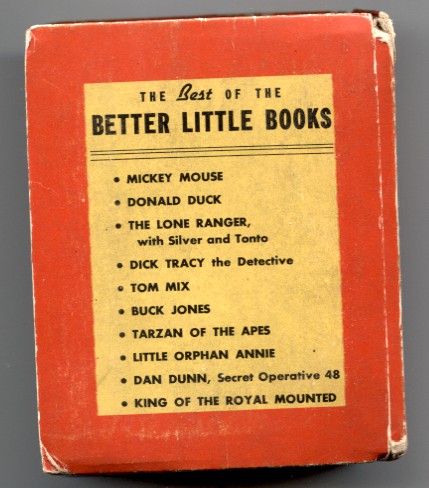 THE Best OF THE
BETTER LITTLE BOOKS
• MICKEY MOUSE
• DONALD DUCK
• THE LONE RANGER,
with Silver and Tonto
• DICK TRACY the Detective
• TOM MIX
• BUCK JONES
• TARZAN OF THE APES
• LITTLE ORPHAN ANNIE
• DAN DUNN, Secret Operative 48
• KING OF THE ROYAL MOUNTED